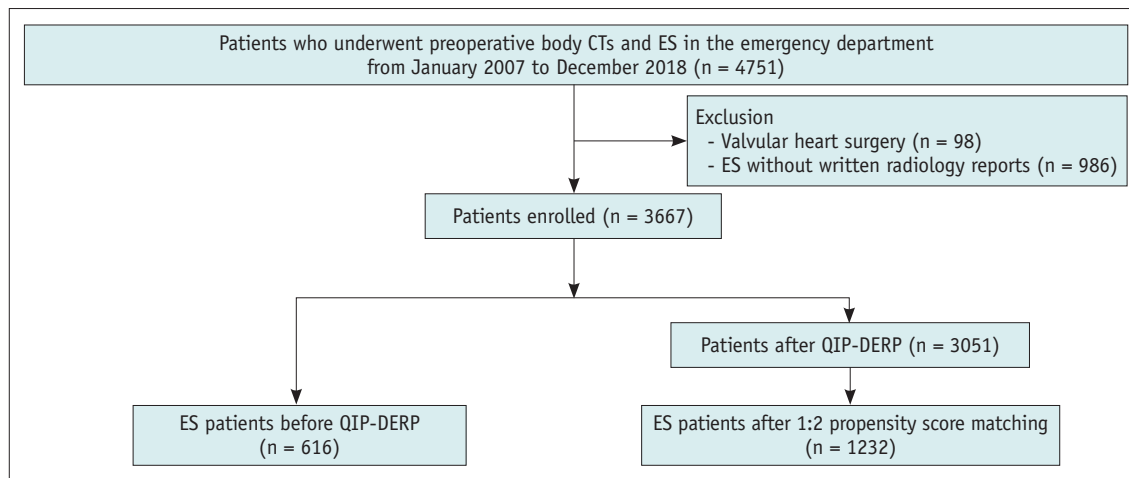 Patients who underwent preoperative body CTs and ES in the emergency department
from January 2007 to December 2018 (n = 4751)
Exclusion
- Valvular heart surgery (n = 98)
- ES without written radiology reports (n = 986)
Patients enrolled (n = 3667)
Patients after QIP-DERP (n = 3051)
ES patients before QIP-DERP
(n = 616)
ES patients after 1:2 propensity score matching
(n = 1232)